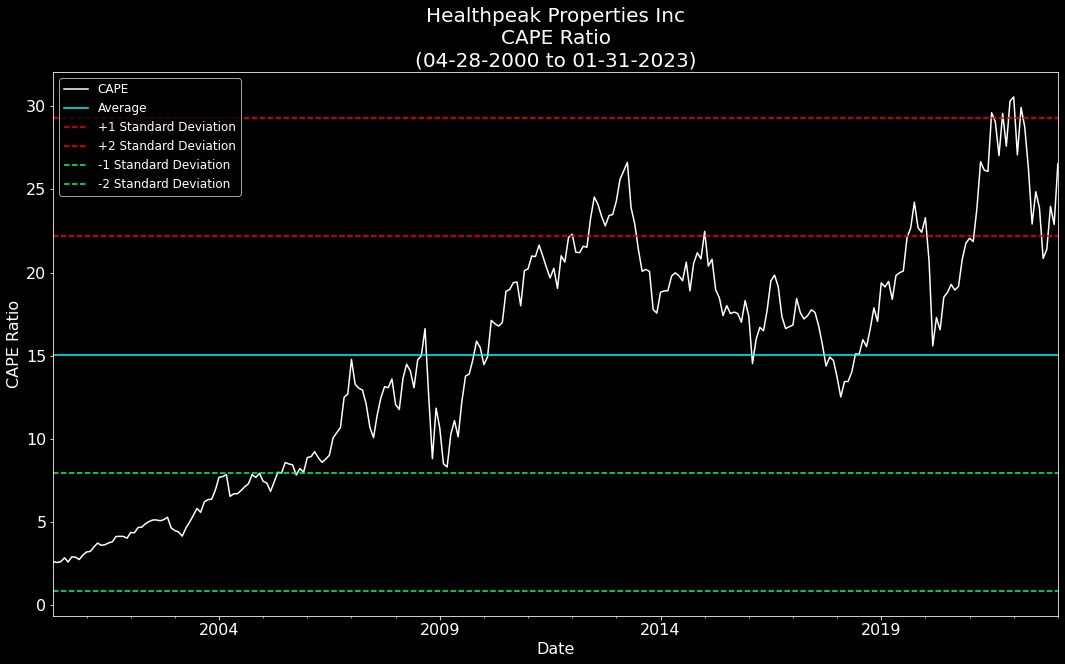 Healthpeak Properties Inc
CAPE Ratio
(04-28-2000 to 01-31-2023)
CAPE
Average
+1 Standard Deviation
+2 Standard Deviation
-1 Standard Deviation
-2 Standard Deviation
30
25
20
15
10
5
0
CAPE Ratio
2004
2009
2014
2019
Date